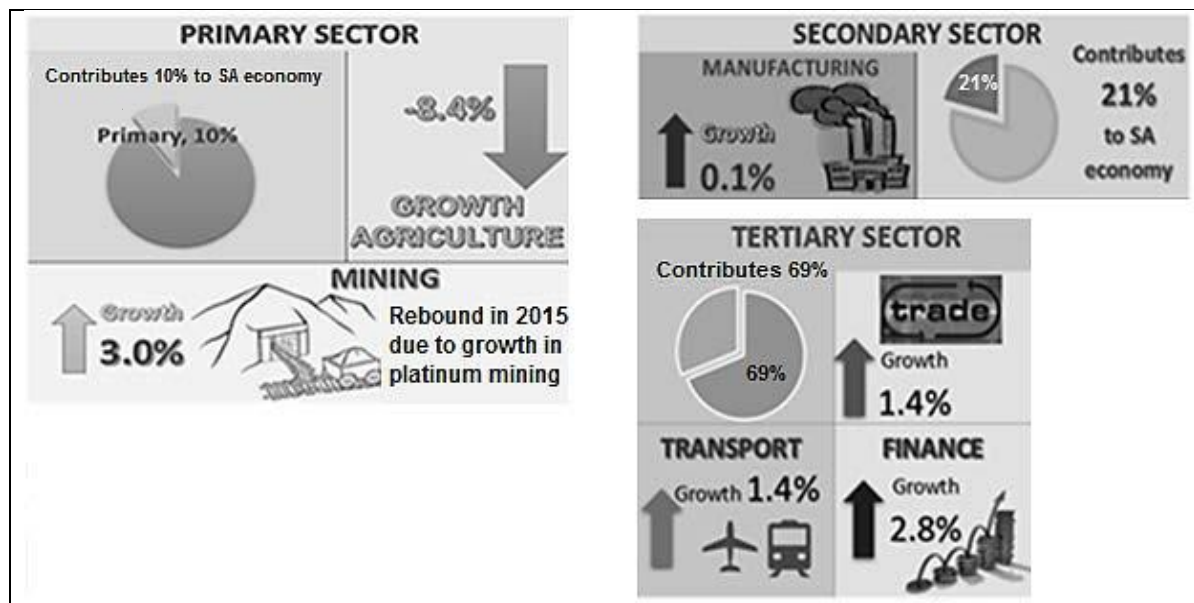 PRIMARY SECTOR
Contributes 10% to SA economy
Primary, 10%
-8.4%
GROWTH
AGRICULTURE
MINING
Growth
3.0%
Rebound in 2015
due to growth in
platinum mining
SECONDARY SECTOR
MANUFACTURING
Growth
0.1%
21%
Contributes
21%
to SA
economy
TERTIARY SECTOR
Contributes 69%
69%
trade
Growth
1.4%
TRANSPORT
Growth 1.4%
FINANCE
Growth
2.8%